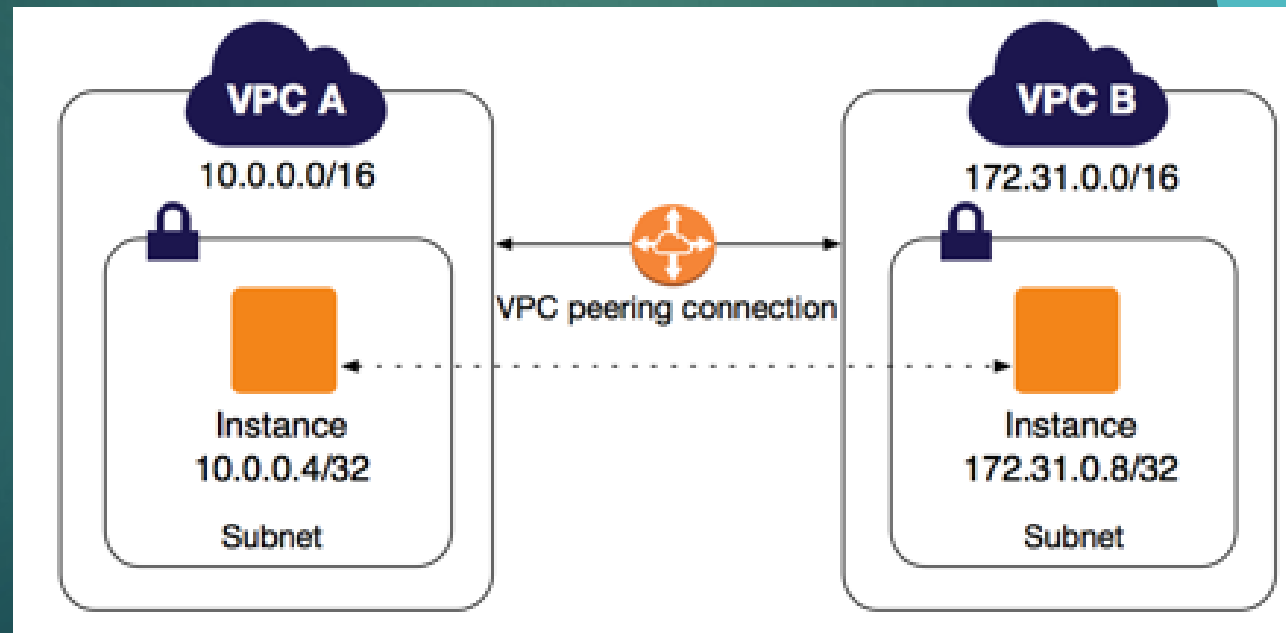 VPC A
10.0.0.0/16
Instance
10.0.0.4/32
Subnet
VPC peering connection
VPC B
172.31.0.0/16
Instance
172.31.0.8/32
Subnet